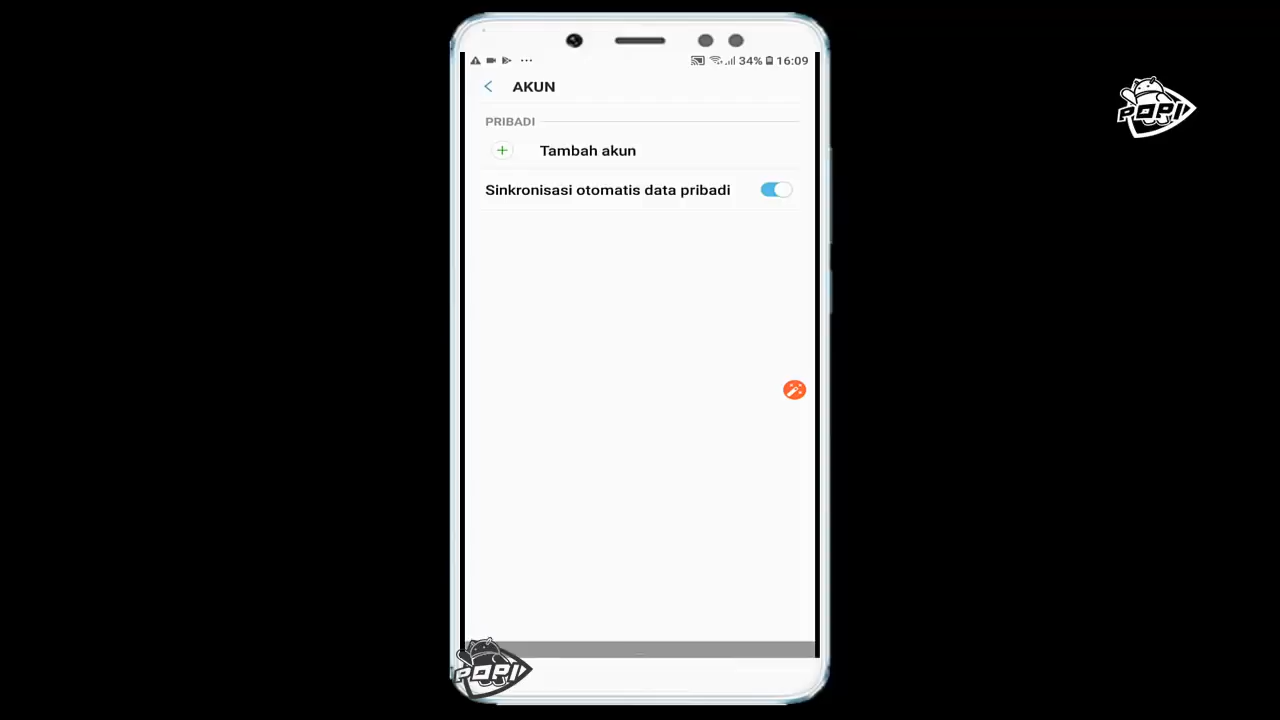 34% 16:09
AKUN
PRIBADI
Tambah akun
Sinkronisasi otomatis data pribadi
POPI
POPI